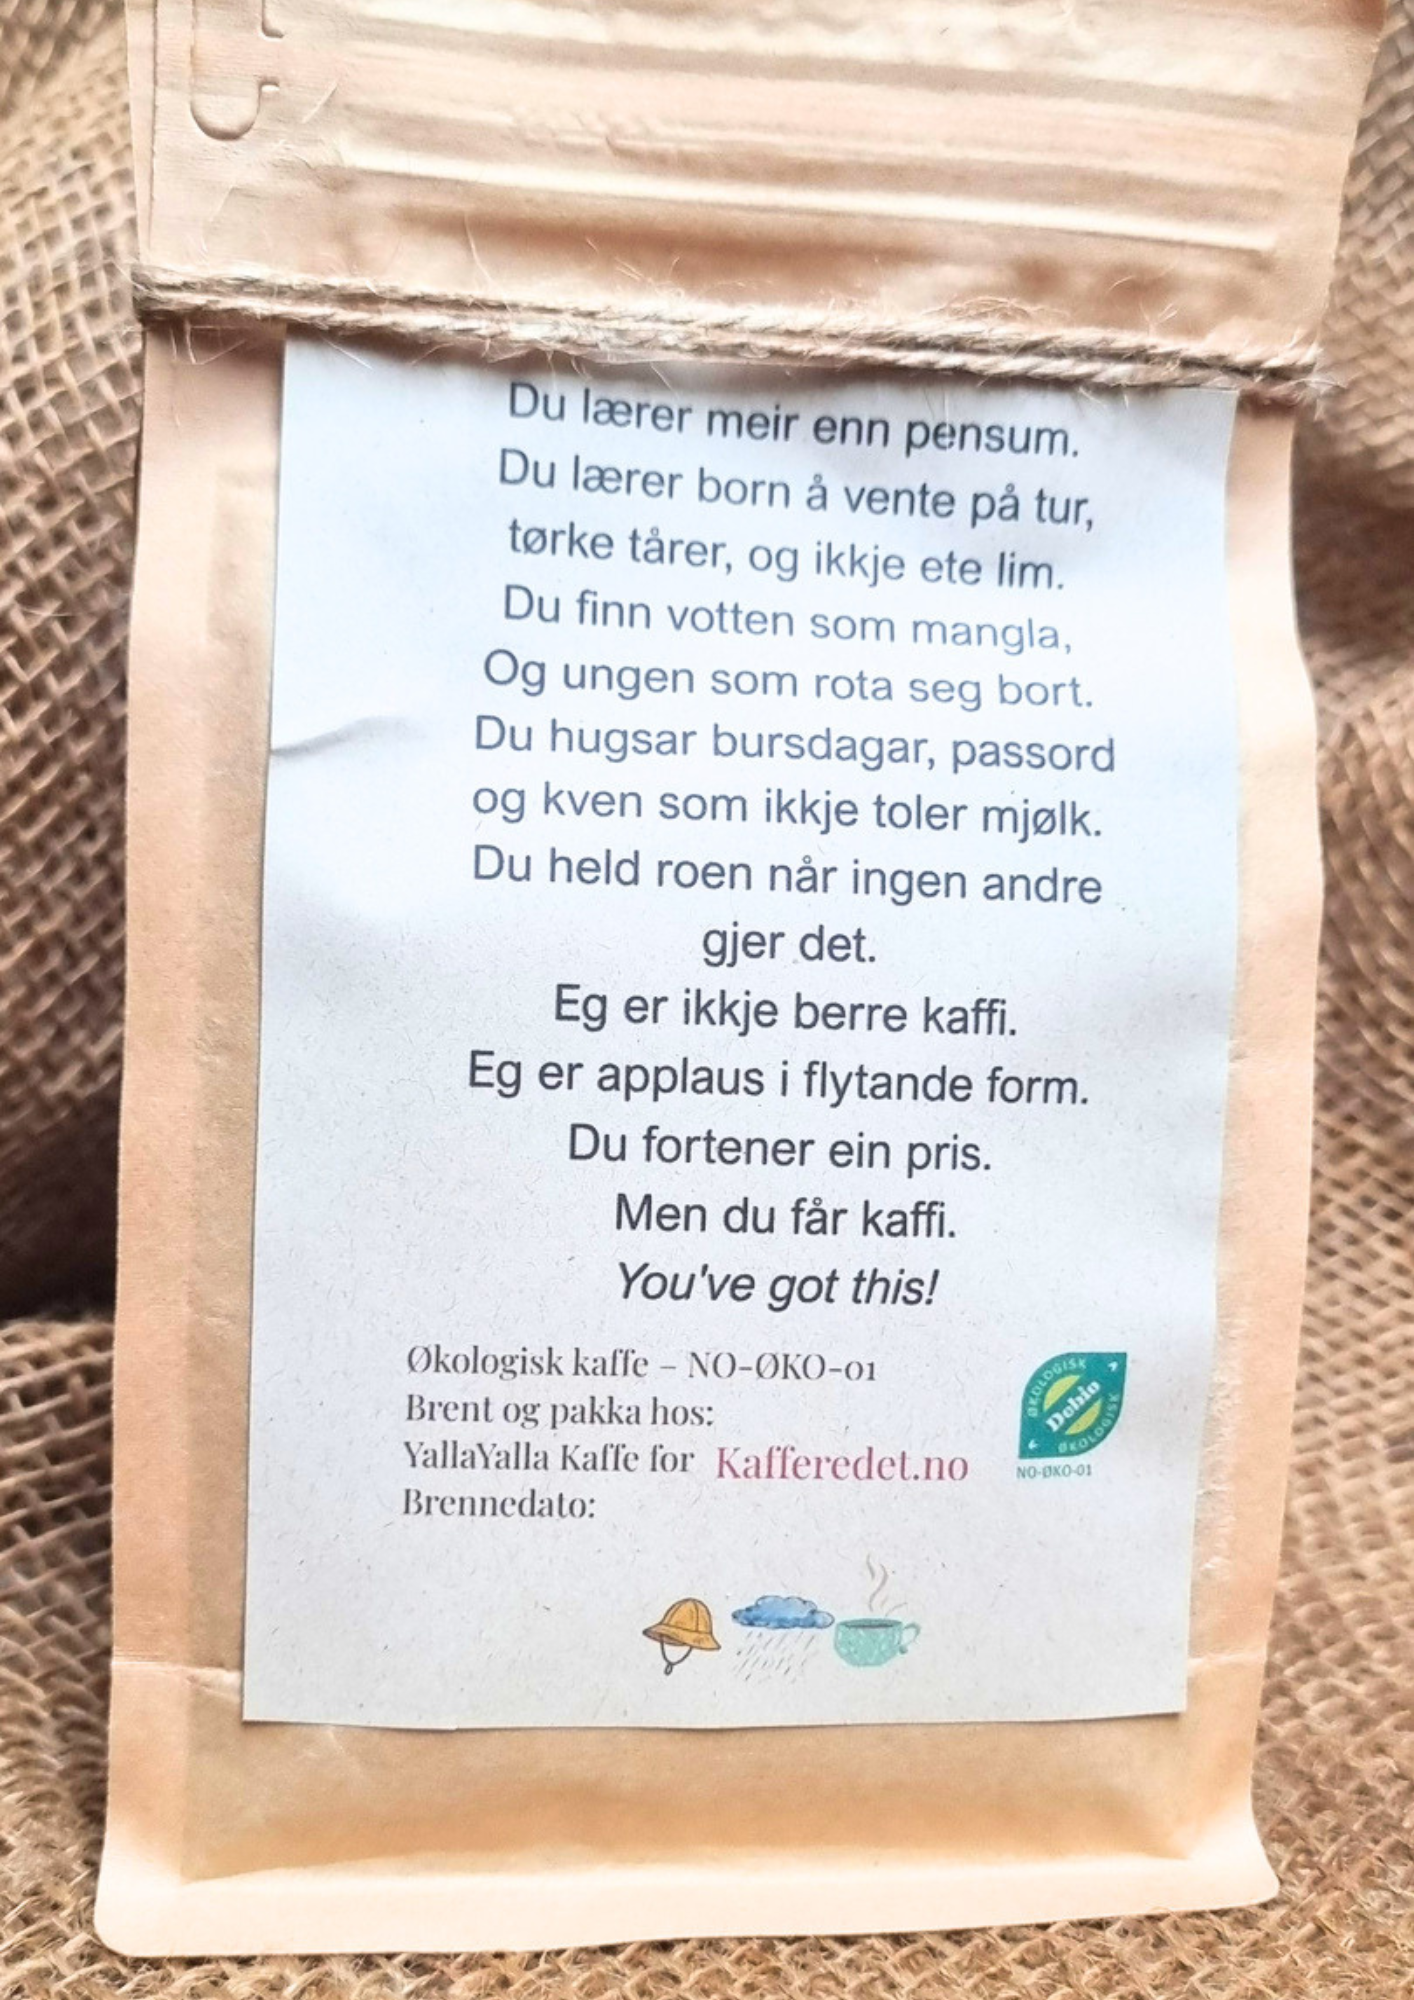 Du lærer meir enn pensum.
Du lærer born å vente på tur,
tørke tårer, og ikkje ete lim.
Du finn votten som mangla,
Og ungen som rota seg bort.
Du hugsar bursdagar, passord
og kven som ikkje toler mjølk.
Du held roen når ingen andre
gjer det.
Eg er ikkje berre kaffi.
Eg er applaus i flytande form.
Du fortener ein pris.
Men du får kaffi.
You've got this!
Økologisk kaffe – NO-ØKO-01
Brent og pakka hos:
YallaYalla Kaffe for Kafferedet.no
Brennedato:
ØKOLOGISK
Debio
ØKOLOGISK
NO-ØKO-01